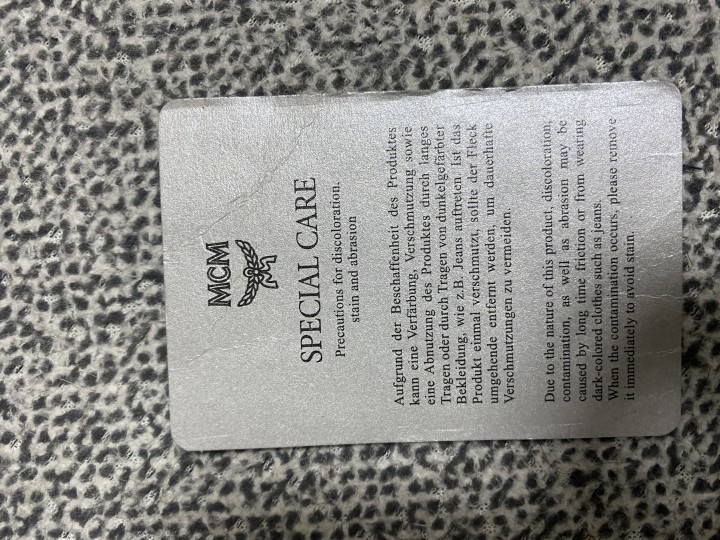 MCM
SPECIAL CARE
Precautions for discoloration,
stain and abrasion
Aufgrund der Beschaffenheit des Produktes
kann eine Verfärbung, Verschmutzung sowie
eine Abnutzung des Produktes durch langes
Tragen oder durch Tragen von dunkelgefärbter
Bekleidung, wie z.B. Jeans auftreten Ist das
Produkt einmal verschmutzt, sollte der Fleck
umgehende entfernt werden, um dauerhafte
Verschmutzungen zu vermeiden.
Due to the nature of this product, discoloration,
contamination, as well as abrasion may be
caused by long time friction or from wearing
dark-colored clothes such as jeans.
When the contamination occurs, please remove
it immediately to avoid stain.